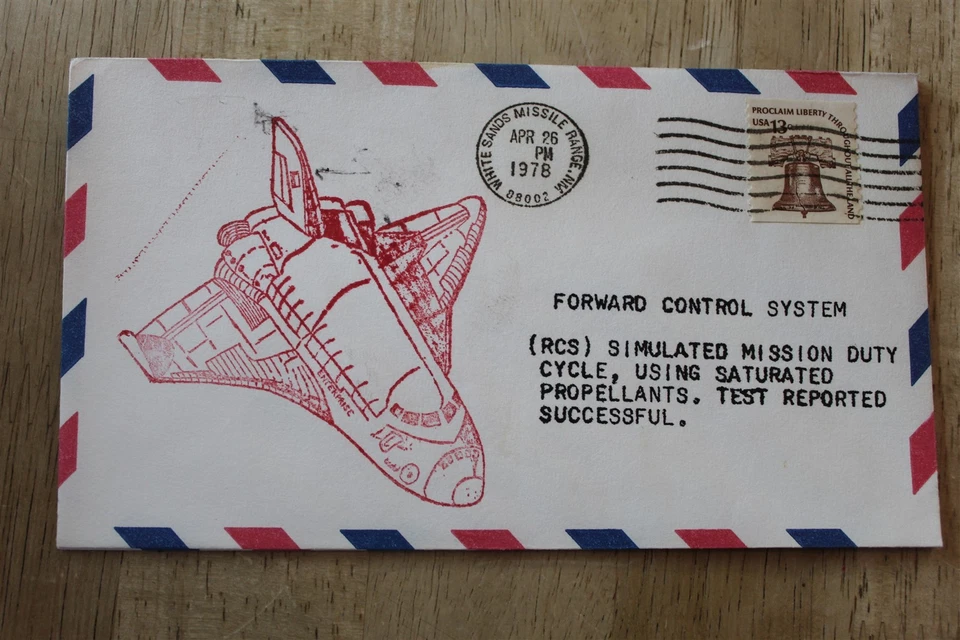 WHITE SANDS MISSILE RANGE, NM
APR 26
PM
1978
88002
PROCLAIM LIBERTY THROUGHOUT ALL THE LAND
USA 13c
FORWARD CONTROL SYSTEM
(RCS) SIMULATED MISSION DUTY
CYCLE, USING SATURATED
PROPELLANTS. TEST REPORTED
SUCCESSFUL.
ENTERPRISE